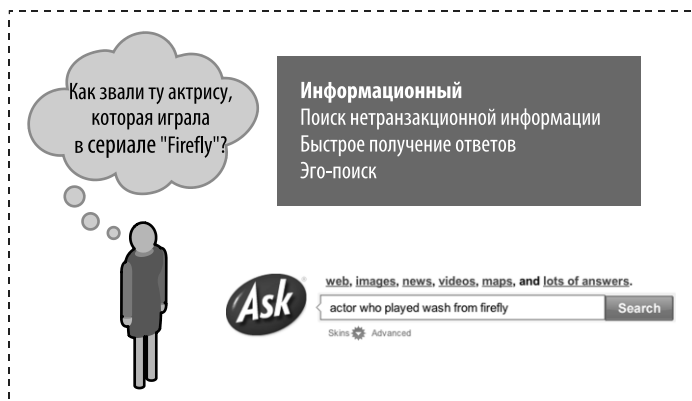 Как звали ту актрису,
которая играла
в сериале "Firefly"?
Информационный
Поиск нетранзакционной информации
Быстрое получение ответов
Эго-поиск
Ask
web, images, news, videos, maps, and lots of answers.
actor who played wash from firefly
Search
Skins Advanced